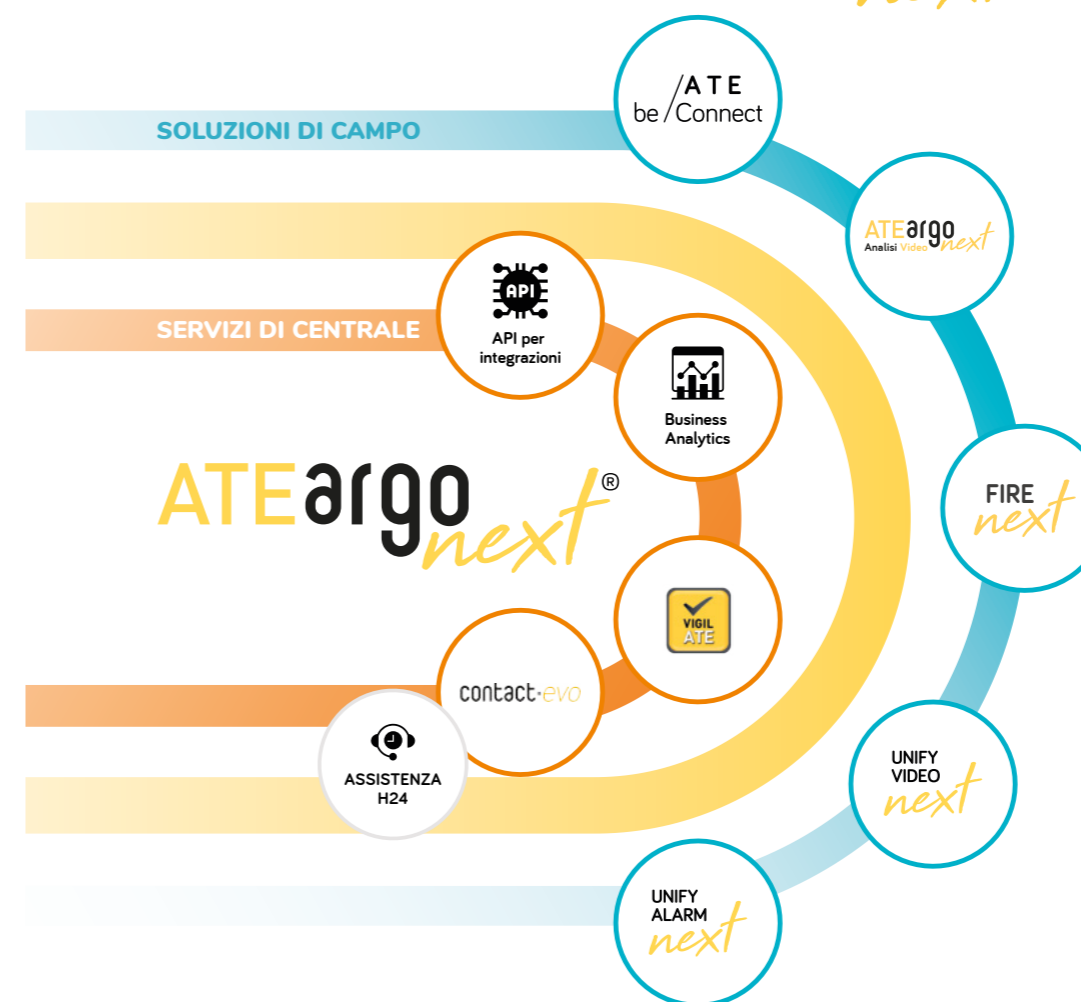 next
ATE
be/Connect
SOLUZIONI DI CAMPO
ATEargo
Analisi Video next
API
API per
integrazioni
SERVIZI DI CENTRALE
Business
Analytics
ATEargo
next®
FIRE
next
VIGIL
ATE
contact·evo
ASSISTENZA
H24
UNIFY
VIDEO
next
UNIFY
ALARM
next